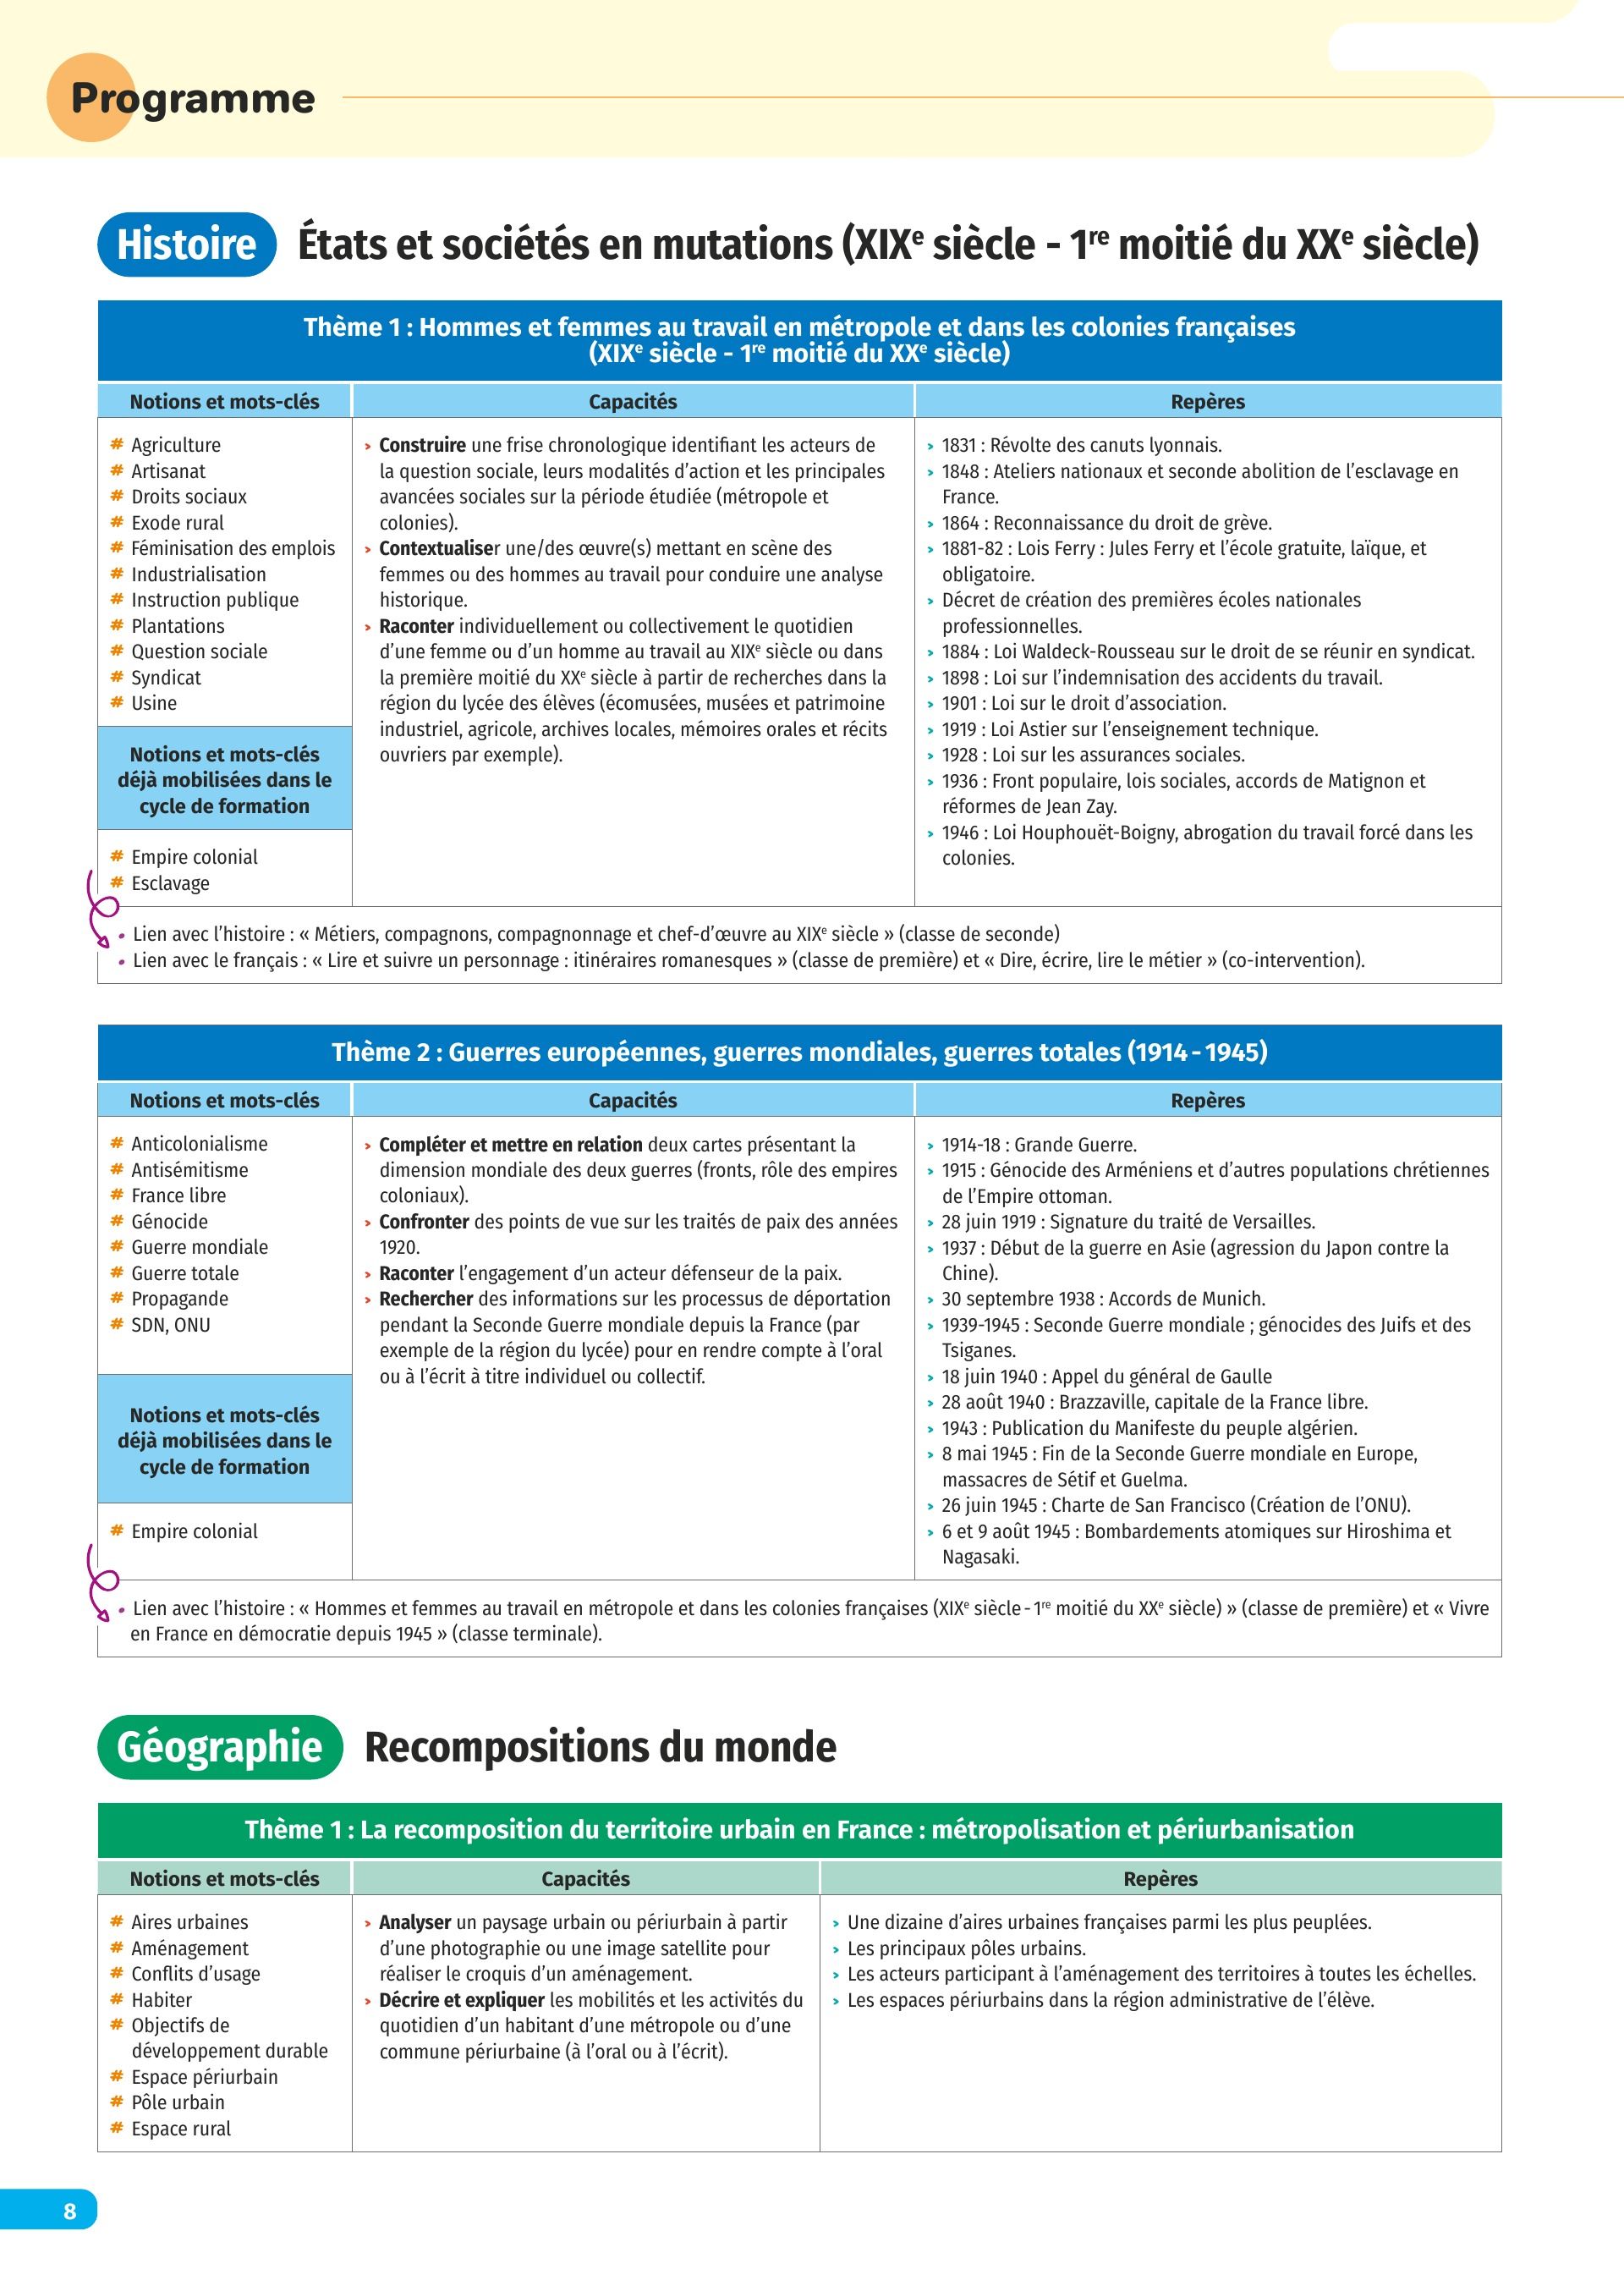 Programme
Histoire États et sociétés en mutations (XIXe siècle - 1re moitié du XXe siècle)
Thème 1 : Hommes et femmes au travail en métropole et dans les colonies françaises
(XIXe siècle - 1re moitié du XXe siècle)
Notions et mots-clés
# Agriculture
# Artisanat
# Droits sociaux
# Exode rural
# Féminisation des emplois
# Industrialisation
# Instruction publique
# Plantations
# Question sociale
# Syndicat
# Usine
Notions et mots-clés
déjà mobilisées dans le
cycle de formation
# Empire colonial
# Esclavage
Capacités
› Construire une frise chronologique identifiant les acteurs de
la question sociale, leurs modalités d’action et les principales
avancées sociales sur la période étudiée (métropole et
colonies).
› Contextualiser une/des œuvre(s) mettant en scène des
femmes ou des hommes au travail pour conduire une analyse
historique.
› Raconter individuellement ou collectivement le quotidien
d’une femme ou d’un homme au travail au XIXe siècle ou dans
la première moitié du XXe siècle à partir de recherches dans la
région du lycée des élèves (écomusées, musées et patrimoine
industriel, agricole, archives locales, mémoires orales et récits
ouvriers par exemple).
Repères
› 1831 : Révolte des canuts lyonnais.
› 1848 : Ateliers nationaux et seconde abolition de l’esclavage en
France.
› 1864 : Reconnaissance du droit de grève.
› 1881-82 : Lois Ferry : Jules Ferry et l’école gratuite, laïque, et
obligatoire.
› Décret de création des premières écoles nationales
professionnelles.
› 1884 : Loi Waldeck-Rousseau sur le droit de se réunir en syndicat.
› 1898 : Loi sur l’indemnisation des accidents du travail.
› 1901 : Loi sur le droit d’association.
› 1919 : Loi Astier sur l’enseignement technique.
› 1928 : Loi sur les assurances sociales.
› 1936 : Front populaire, lois sociales, accords de Matignon et
réformes de Jean Zay.
› 1946 : Loi Houphouët-Boigny, abrogation du travail forcé dans les
colonies.
• Lien avec l’histoire : « Métiers, compagnons, compagnonnage et chef-d’œuvre au XIXe siècle » (classe de seconde)
• Lien avec le français : « Lire et suivre un personnage : itinéraires romanesques » (classe de première) et « Dire, écrire, lire le métier » (co-intervention).
Thème 2 : Guerres européennes, guerres mondiales, guerres totales (1914 - 1945)
Notions et mots-clés
# Anticolonialisme
# Antisémitisme
# France libre
# Génocide
# Guerre mondiale
# Guerre totale
# Propagande
# SDN, ONU
Notions et mots-clés
déjà mobilisées dans le
cycle de formation
# Empire colonial
Capacités
› Compléter et mettre en relation deux cartes présentant la
dimension mondiale des deux guerres (fronts, rôle des empires
coloniaux).
› Confronter des points de vue sur les traités de paix des années
1920.
› Raconter l’engagement d’un acteur défenseur de la paix.
› Rechercher des informations sur les processus de déportation
pendant la Seconde Guerre mondiale depuis la France (par
exemple de la région du lycée) pour en rendre compte à l’oral
ou à l’écrit à titre individuel ou collectif.
Repères
› 1914-18 : Grande Guerre.
› 1915 : Génocide des Arméniens et d’autres populations chrétiennes
de l’Empire ottoman.
› 28 juin 1919 : Signature du traité de Versailles.
› 1937 : Début de la guerre en Asie (agression du Japon contre la
Chine).
› 30 septembre 1938 : Accords de Munich.
› 1939-1945 : Seconde Guerre mondiale ; génocides des Juifs et des
Tsiganes.
› 18 juin 1940 : Appel du général de Gaulle
› 28 août 1940 : Brazzaville, capitale de la France libre.
› 1943 : Publication du Manifeste du peuple algérien.
› 8 mai 1945 : Fin de la Seconde Guerre mondiale en Europe,
massacres de Sétif et Guelma.
› 26 juin 1945 : Charte de San Francisco (Création de l’ONU).
› 6 et 9 août 1945 : Bombardements atomiques sur Hiroshima et
Nagasaki.
• Lien avec l’histoire : « Hommes et femmes au travail en métropole et dans les colonies françaises (XIXe siècle - 1re moitié du XXe siècle) » (classe de première) et « Vivre
en France en démocratie depuis 1945 » (classe terminale).
Géographie Recompositions du monde
Thème 1 : La recomposition du territoire urbain en France : métropolisation et périurbanisation
Notions et mots-clés
# Aires urbaines
# Aménagement
# Conflits d’usage
# Habiter
# Objectifs de
développement durable
# Espace périurbain
# Pôle urbain
# Espace rural
Capacités
› Analyser un paysage urbain ou périurbain à partir
d’une photographie ou une image satellite pour
réaliser le croquis d’un aménagement.
› Décrire et expliquer les mobilités et les activités du
quotidien d’un habitant d’une métropole ou d’une
commune périurbaine (à l’oral ou à l’écrit).
Repères
› Une dizaine d’aires urbaines françaises parmi les plus peuplées.
› Les principaux pôles urbains.
› Les acteurs participant à l’aménagement des territoires à toutes les échelles.
› Les espaces périurbains dans la région administrative de l’élève.
8